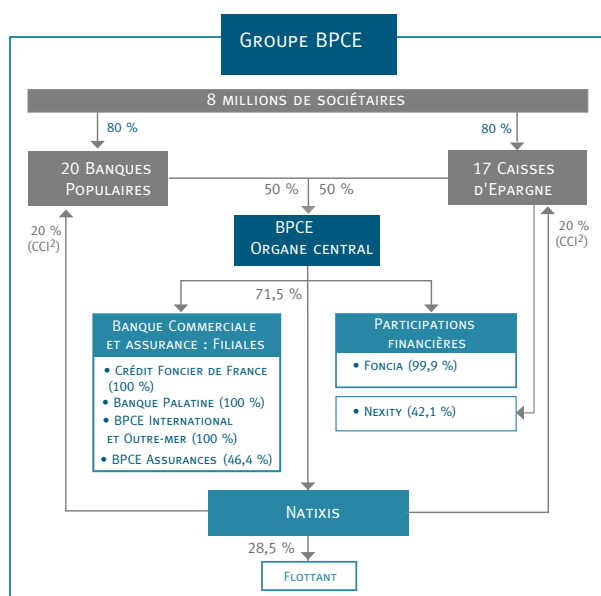 Groupe BPCE
8 millions de sociétaires
80 %
80 %
20 Banques
Populaires
17 Caisses
d'Epargne
50 %
50 %
20 %
(CCI²)
20 %
(CCI²)
BPCE
Organe central
71,5 %
Banque Commerciale
et assurance : Filiales
• Crédit Foncier de France
(100 %)
• Banque Palatine (100 %)
• BPCE International
et Outre-mer (100 %)
• BPCE Assurances (46,4 %)
Participations
financières
• Foncia (99,9 %)
• Nexity (42,1 %)
Natixis
28,5 %
Flottant